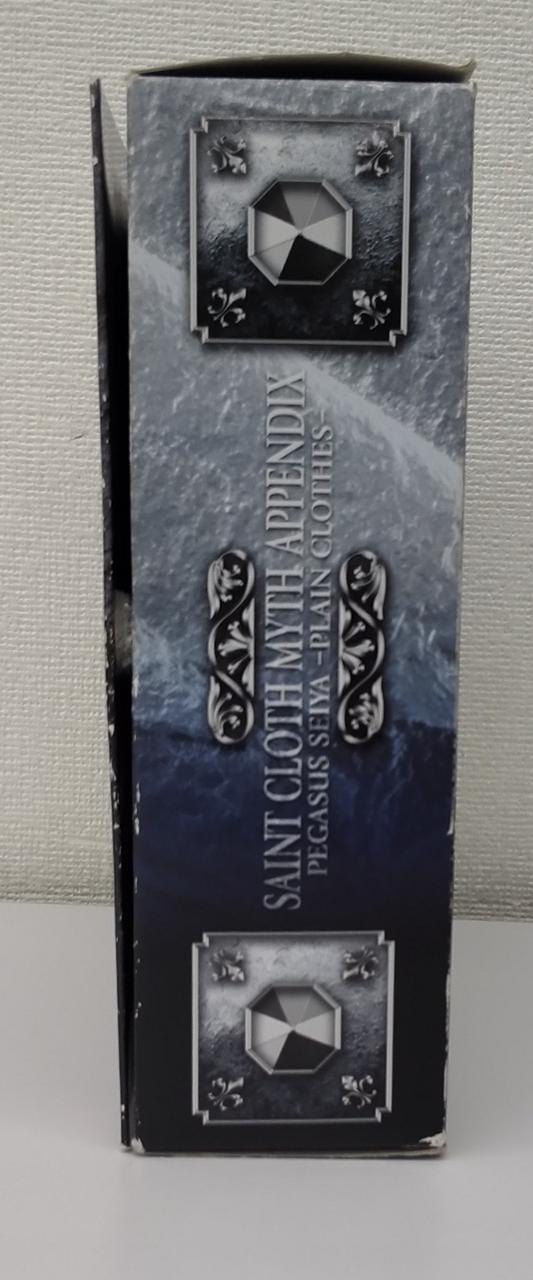 SAINT CLOTH MYTH APPENDIX
PEGASUS SEIYA -PLAIN CLOTHES-